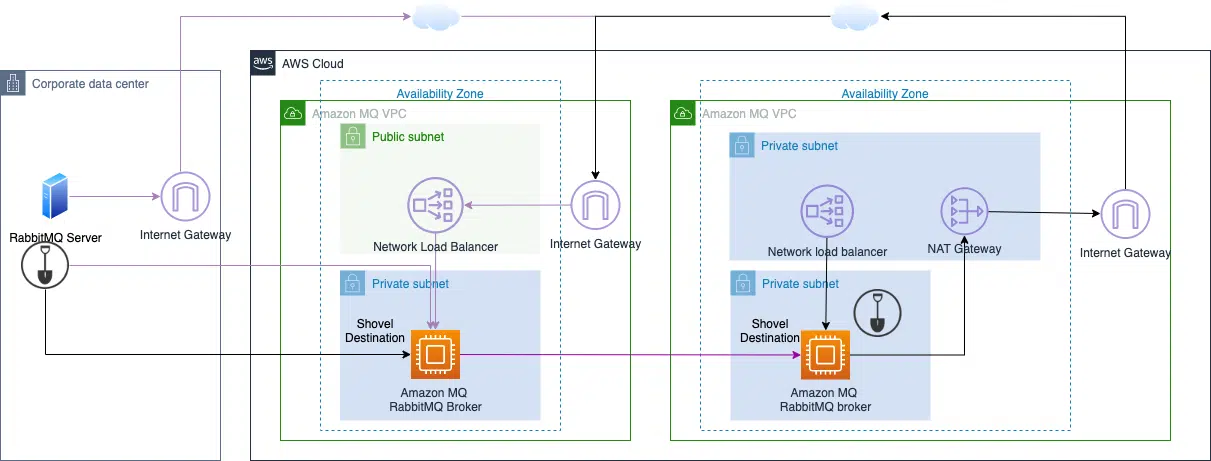 aws
AWS Cloud
Corporate data center
Availability Zone
Amazon MQ VPC
Public subnet
RabbitMQ Server
Internet Gateway
Network Load Balancer
Internet Gateway
Private subnet
Shovel
Destination
Amazon MQ
RabbitMQ Broker
Availability Zone
Amazon MQ VPC
Private subnet
Network load balancer
NAT Gateway
Internet Gateway
Private subnet
Shovel
Destination
Amazon MQ
RabbitMQ broker